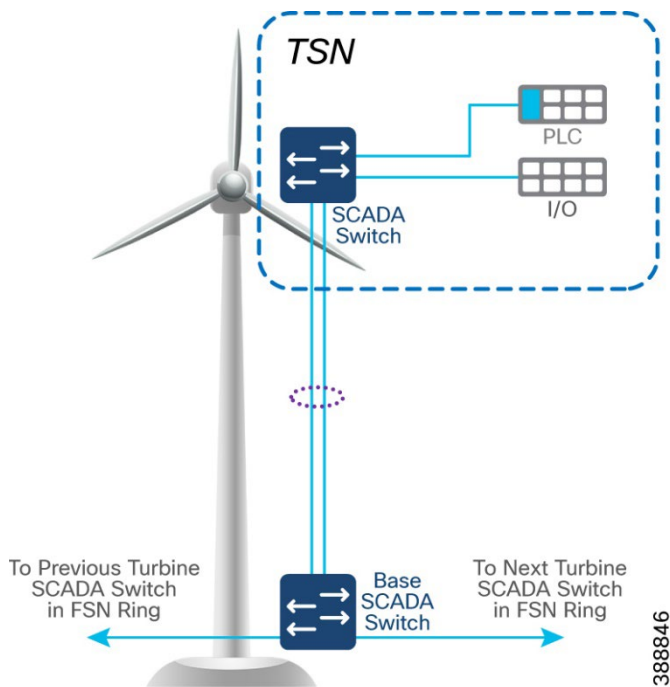 TSN
PLC
I/O
SCADA
Switch
To Previous Turbine
SCADA Switch
in FSN Ring
Base
SCADA
Switch
To Next Turbine
SCADA Switch
in FSN Ring
388846